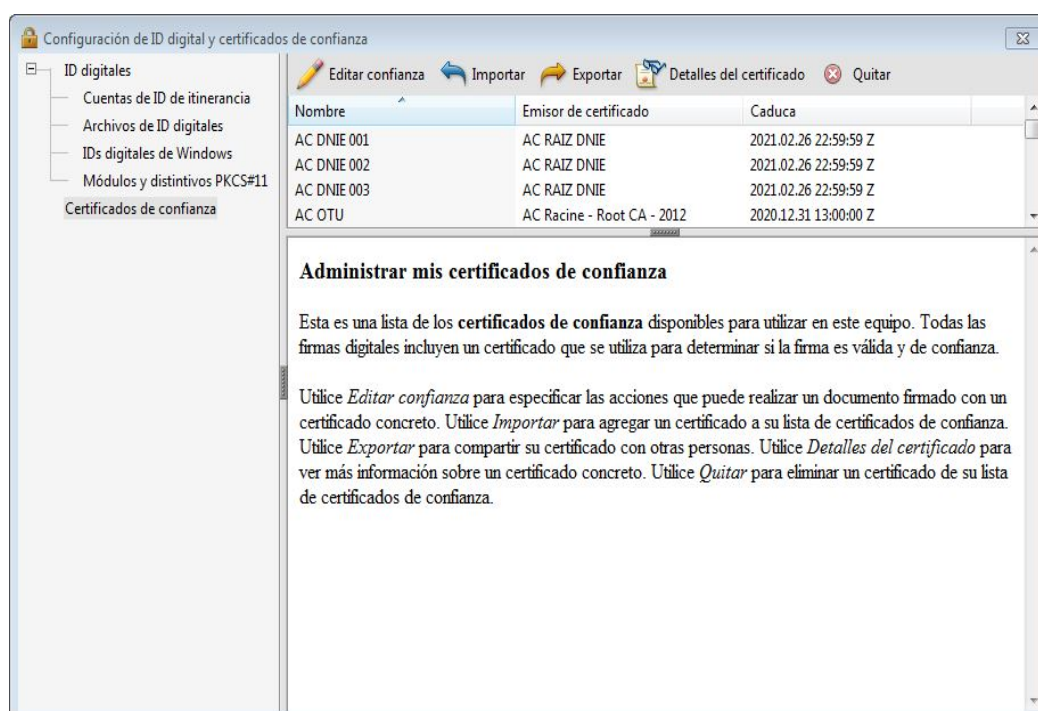 Configuración de ID digital y certificados de confianza
ID digitales
Cuentas de ID de itinerancia
Archivos de ID digitales
IDs digitales de Windows
Módulos y distintivos PKCS#11
Certificados de confianza
Editar confianza Importar Exportar Detalles del certificado Quitar
Nombre Emisor de certificado Caduca
AC DNIE 001 AC RAIZ DNIE 2021.02.26 22:59:59 Z
AC DNIE 002 AC RAIZ DNIE 2021.02.26 22:59:59 Z
AC DNIE 003 AC RAIZ DNIE 2021.02.26 22:59:59 Z
AC OTU AC Racine - Root CA - 2012 2020.12.31 13:00:00 Z
Administrar mis certificados de confianza
Esta es una lista de los certificados de confianza disponibles para utilizar en este equipo. Todas las
firmas digitales incluyen un certificado que se utiliza para determinar si la firma es válida y de confianza.
Utilice Editar confianza para especificar las acciones que puede realizar un documento firmado con un
certificado concreto. Utilice Importar para agregar un certificado a su lista de certificados de confianza.
Utilice Exportar para compartir su certificado con otras personas. Utilice Detalles del certificado para
ver más información sobre un certificado concreto. Utilice Quitar para eliminar un certificado de su lista
de certificados de confianza.